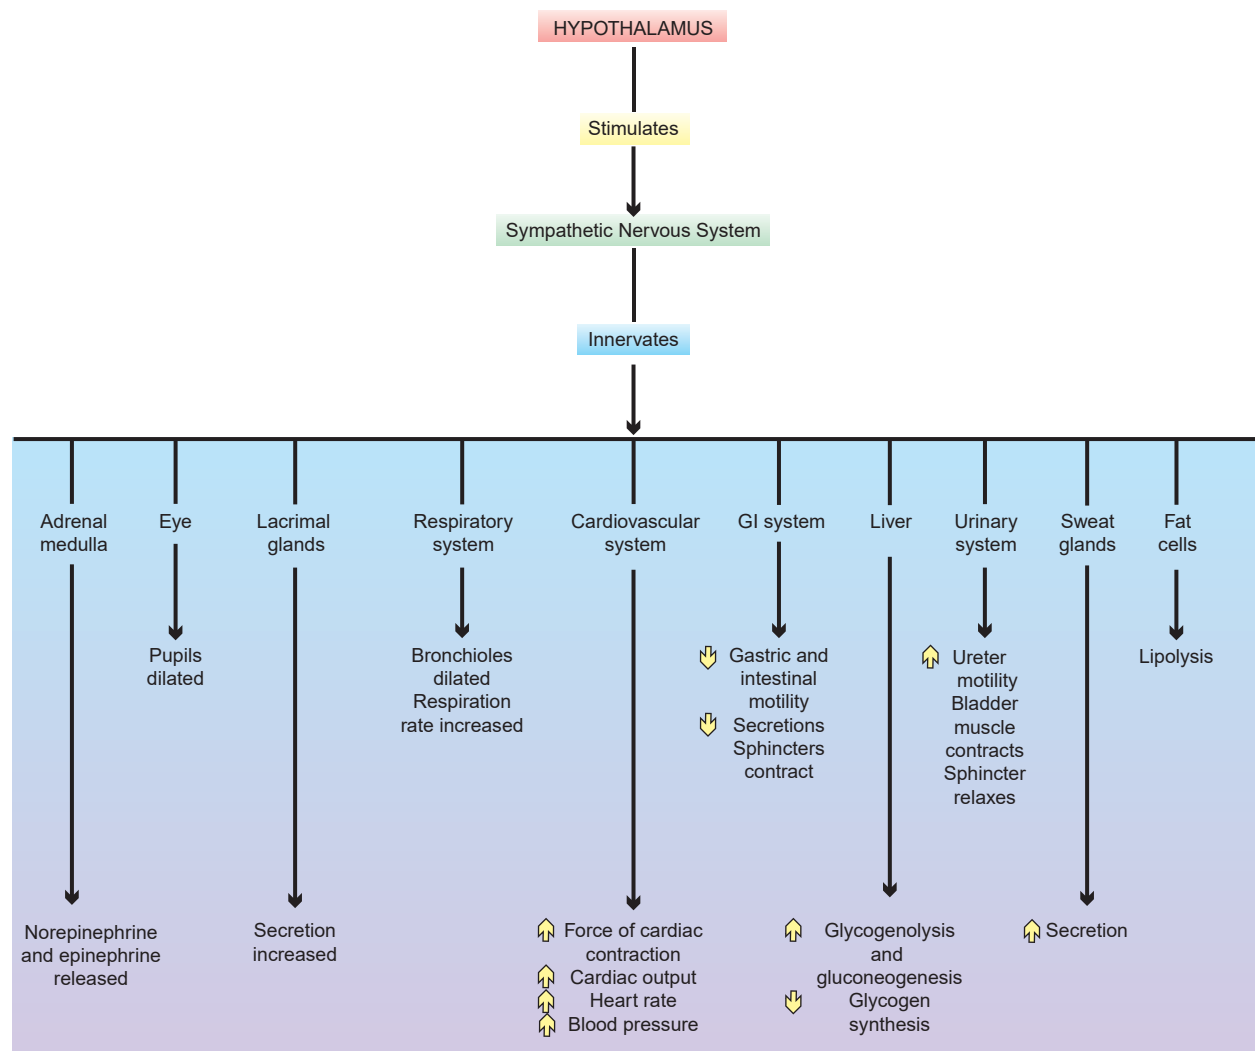 HYPOTHALAMUS
Stimulates
Sympathetic Nervous System
Innervates
Adrenal
medulla
Eye
Lacrimal
glands
Respiratory
system
Cardiovascular
system
GI system
Liver
Urinary
system
Sweat
glands
Fat
cells
Pupils
dilated
Bronchioles
dilated
Respiration
rate increased
Gastric and
intestinal
motility
Secretions
Sphincters
contract
Ureter
motility
Bladder
muscle
contracts
Sphincter
relaxes
Lipolysis
Norepinephrine
and epinephrine
released
Secretion
increased
Force of cardiac
contraction
Cardiac output
Heart rate
Blood pressure
Glycogenolysis
and
gluconeogenesis
Glycogen
synthesis
Secretion